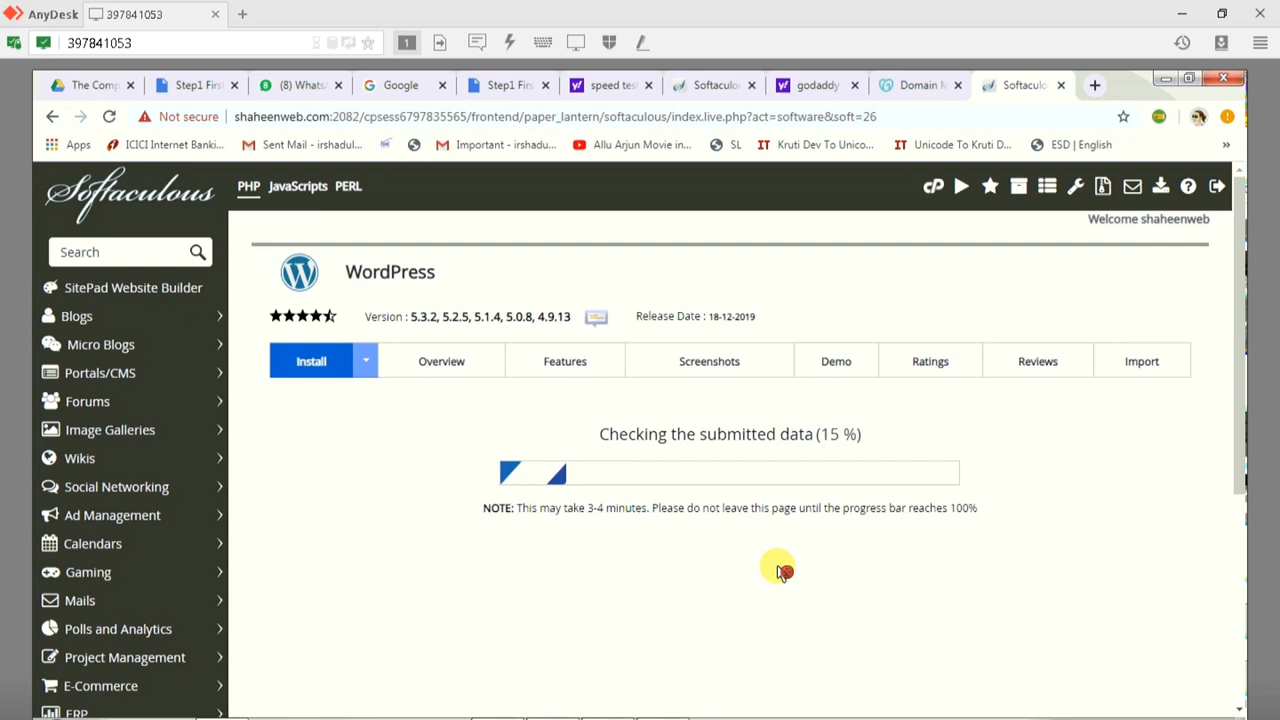 AnyDesk
397841053
397841053
1
The Comp
Step1 Firs
(8) Whats
Google
Step1 Firs
speed tes
Softaculo
godaddy
Domain M
Softaculo
Not secure
shaheenweb.com:2082/cpsess6797835565/frontend/paper_lantern/softaculous/index.live.php?act=software&soft=26
Apps
ICICI Internet Banki...
Sent Mail - irshadul...
Important - irshadu...
Allu Arjun Movie in...
SL
Kruti Dev To Unico...
Unicode To Kruti D...
ESD | English
»
Softaculous
PHP JavaScripts PERL
cP
Welcome shaheenweb
Search
SitePad Website Builder
Blogs
Micro Blogs
Portals/CMS
Forums
Image Galleries
Wikis
Social Networking
Ad Management
Calendars
Gaming
Mails
Polls and Analytics
Project Management
E-Commerce
ERP
WordPress
Version : 5.3.2, 5.2.5, 5.1.4, 5.0.8, 4.9.13
Release Date : 18-12-2019
Install
Overview
Features
Screenshots
Demo
Ratings
Reviews
Import
Checking the submitted data (15 %)
NOTE: This may take 3-4 minutes. Please do not leave this page until the progress bar reaches 100%